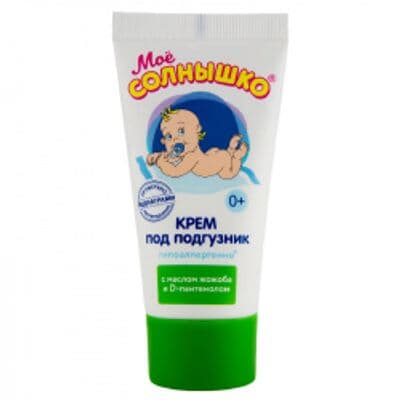 Моё
СОЛНЫШКО®
0+
КРЕМ
ПОД ПОДГУЗНИК
гипоаллергенно*
с маслом жожоба
и D-пантенолом